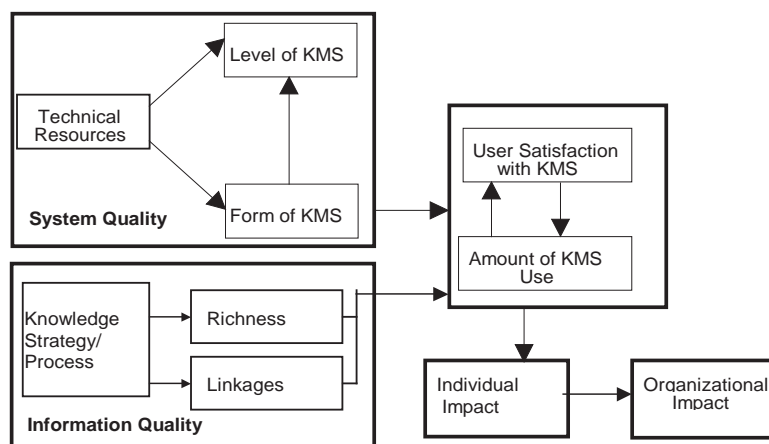 Level of KMS
Technical
Resources
Form of KMS
System Quality
User Satisfaction
with KMS
Amount of KMS
Use
Knowledge
Strategy/
Process
Richness
Linkages
Information Quality
Individual
Impact
Organizational
Impact